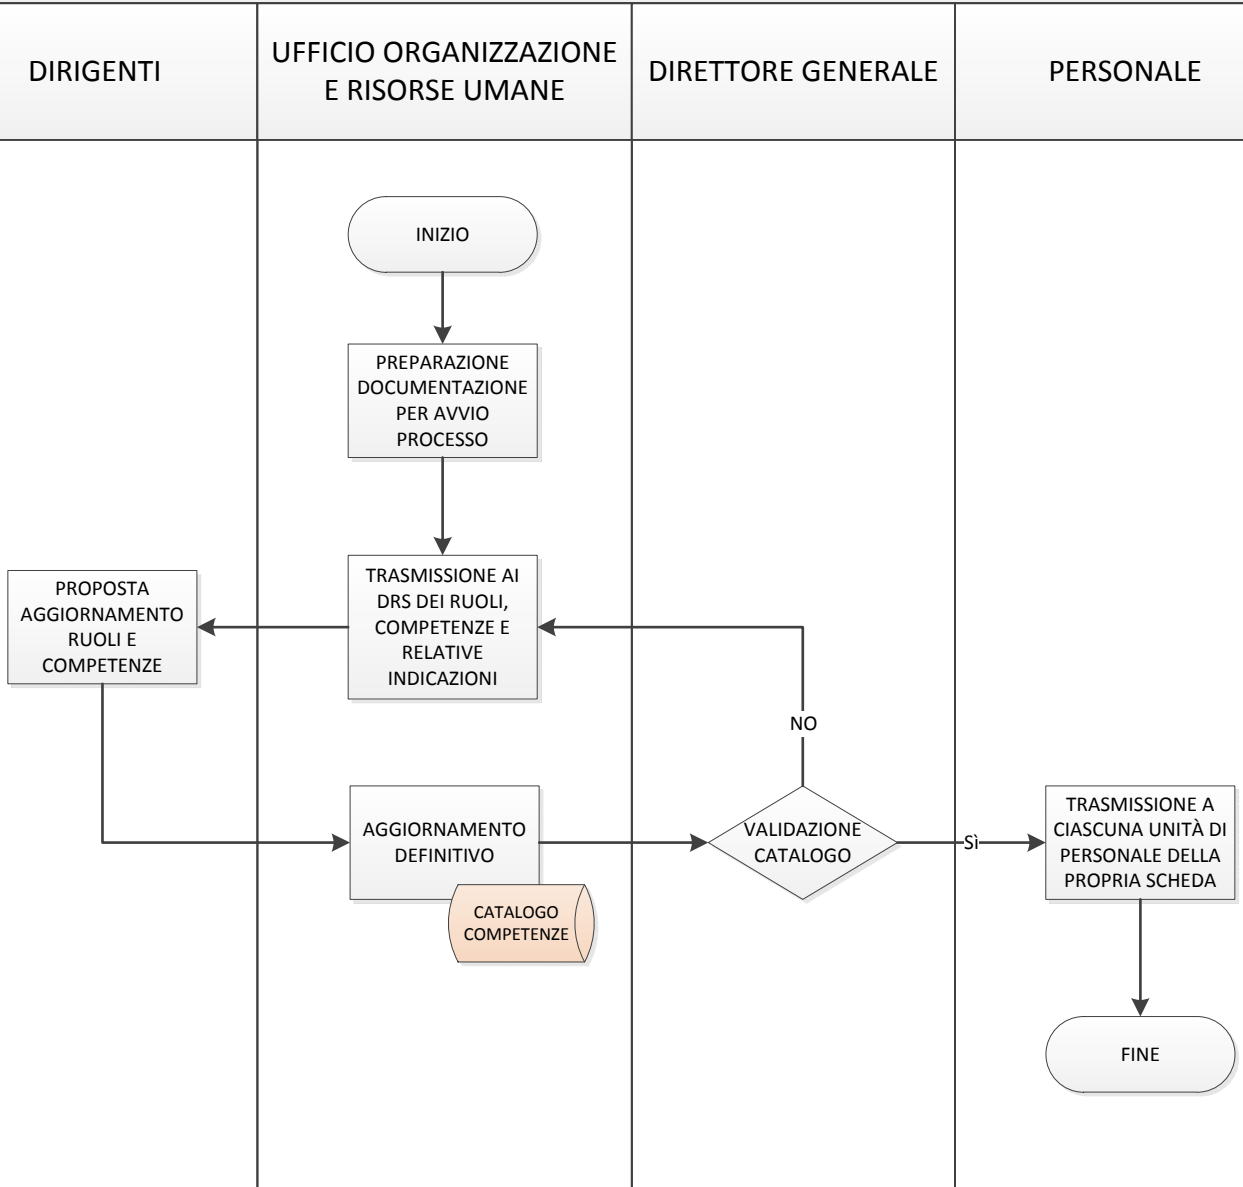 DIRIGENTI
UFFICIO ORGANIZZAZIONE
E RISORSE UMANE
DIRETTORE GENERALE
PERSONALE
INIZIO
PREPARAZIONE
DOCUMENTAZIONE
PER AVVIO
PROCESSO
TRASMISSIONE AI
DRS DEI RUOLI,
COMPETENZE E
RELATIVE
INDICAZIONI
PROPOSTA
AGGIORNAMENTO
RUOLI E
COMPETENZE
NO
AGGIORNAMENTO
DEFINITIVO
CATALOGO
COMPETENZE
VALIDAZIONE
CATALOGO
Sì
TRASMISSIONE A
CIASCUNA UNITÀ DI
PERSONALE DELLA
PROPRIA SCHEDA
FINE